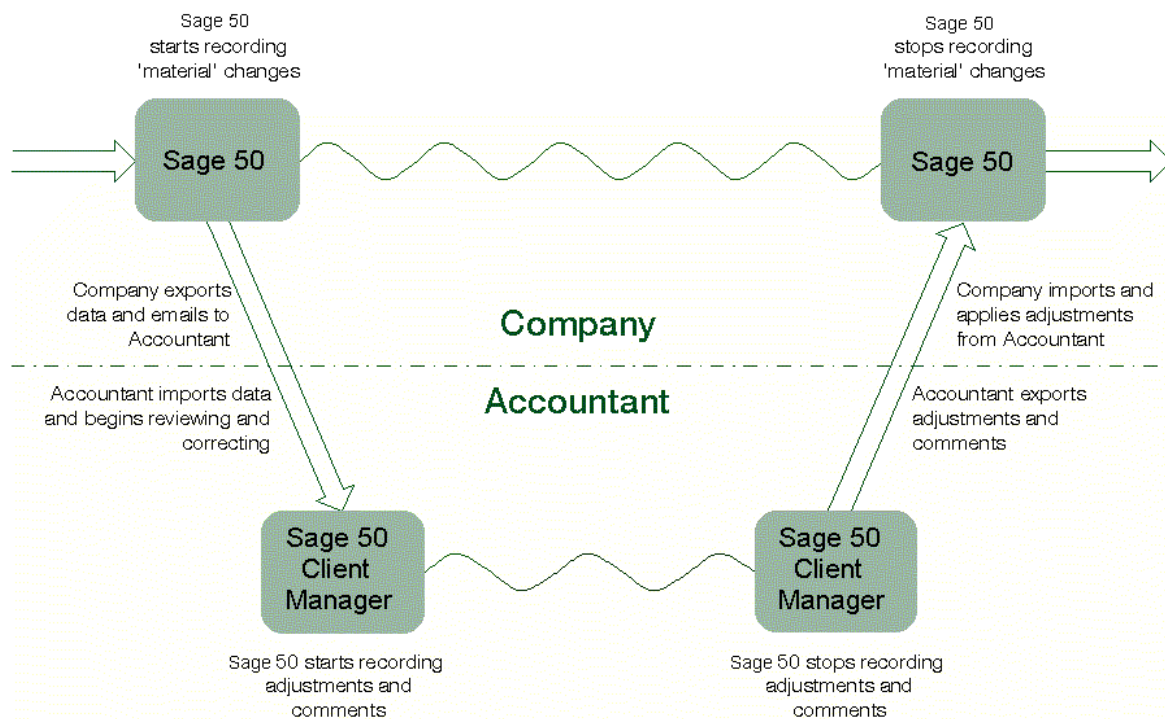 Sage 50
starts recording
'material' changes
Sage 50
stops recording
'material' changes
Sage 50
Sage 50
Company exports
data and emails to
Accountant
Company imports and
applies adjustments
from Accountant
Company
Accountant
Accountant imports data
and begins reviewing and
correcting
Accountant exports
adjustments and
comments
Sage 50
Client
Manager
Sage 50
Client
Manager
Sage 50 starts recording
adjustments and
comments
Sage 50 stops recording
adjustments and
comments